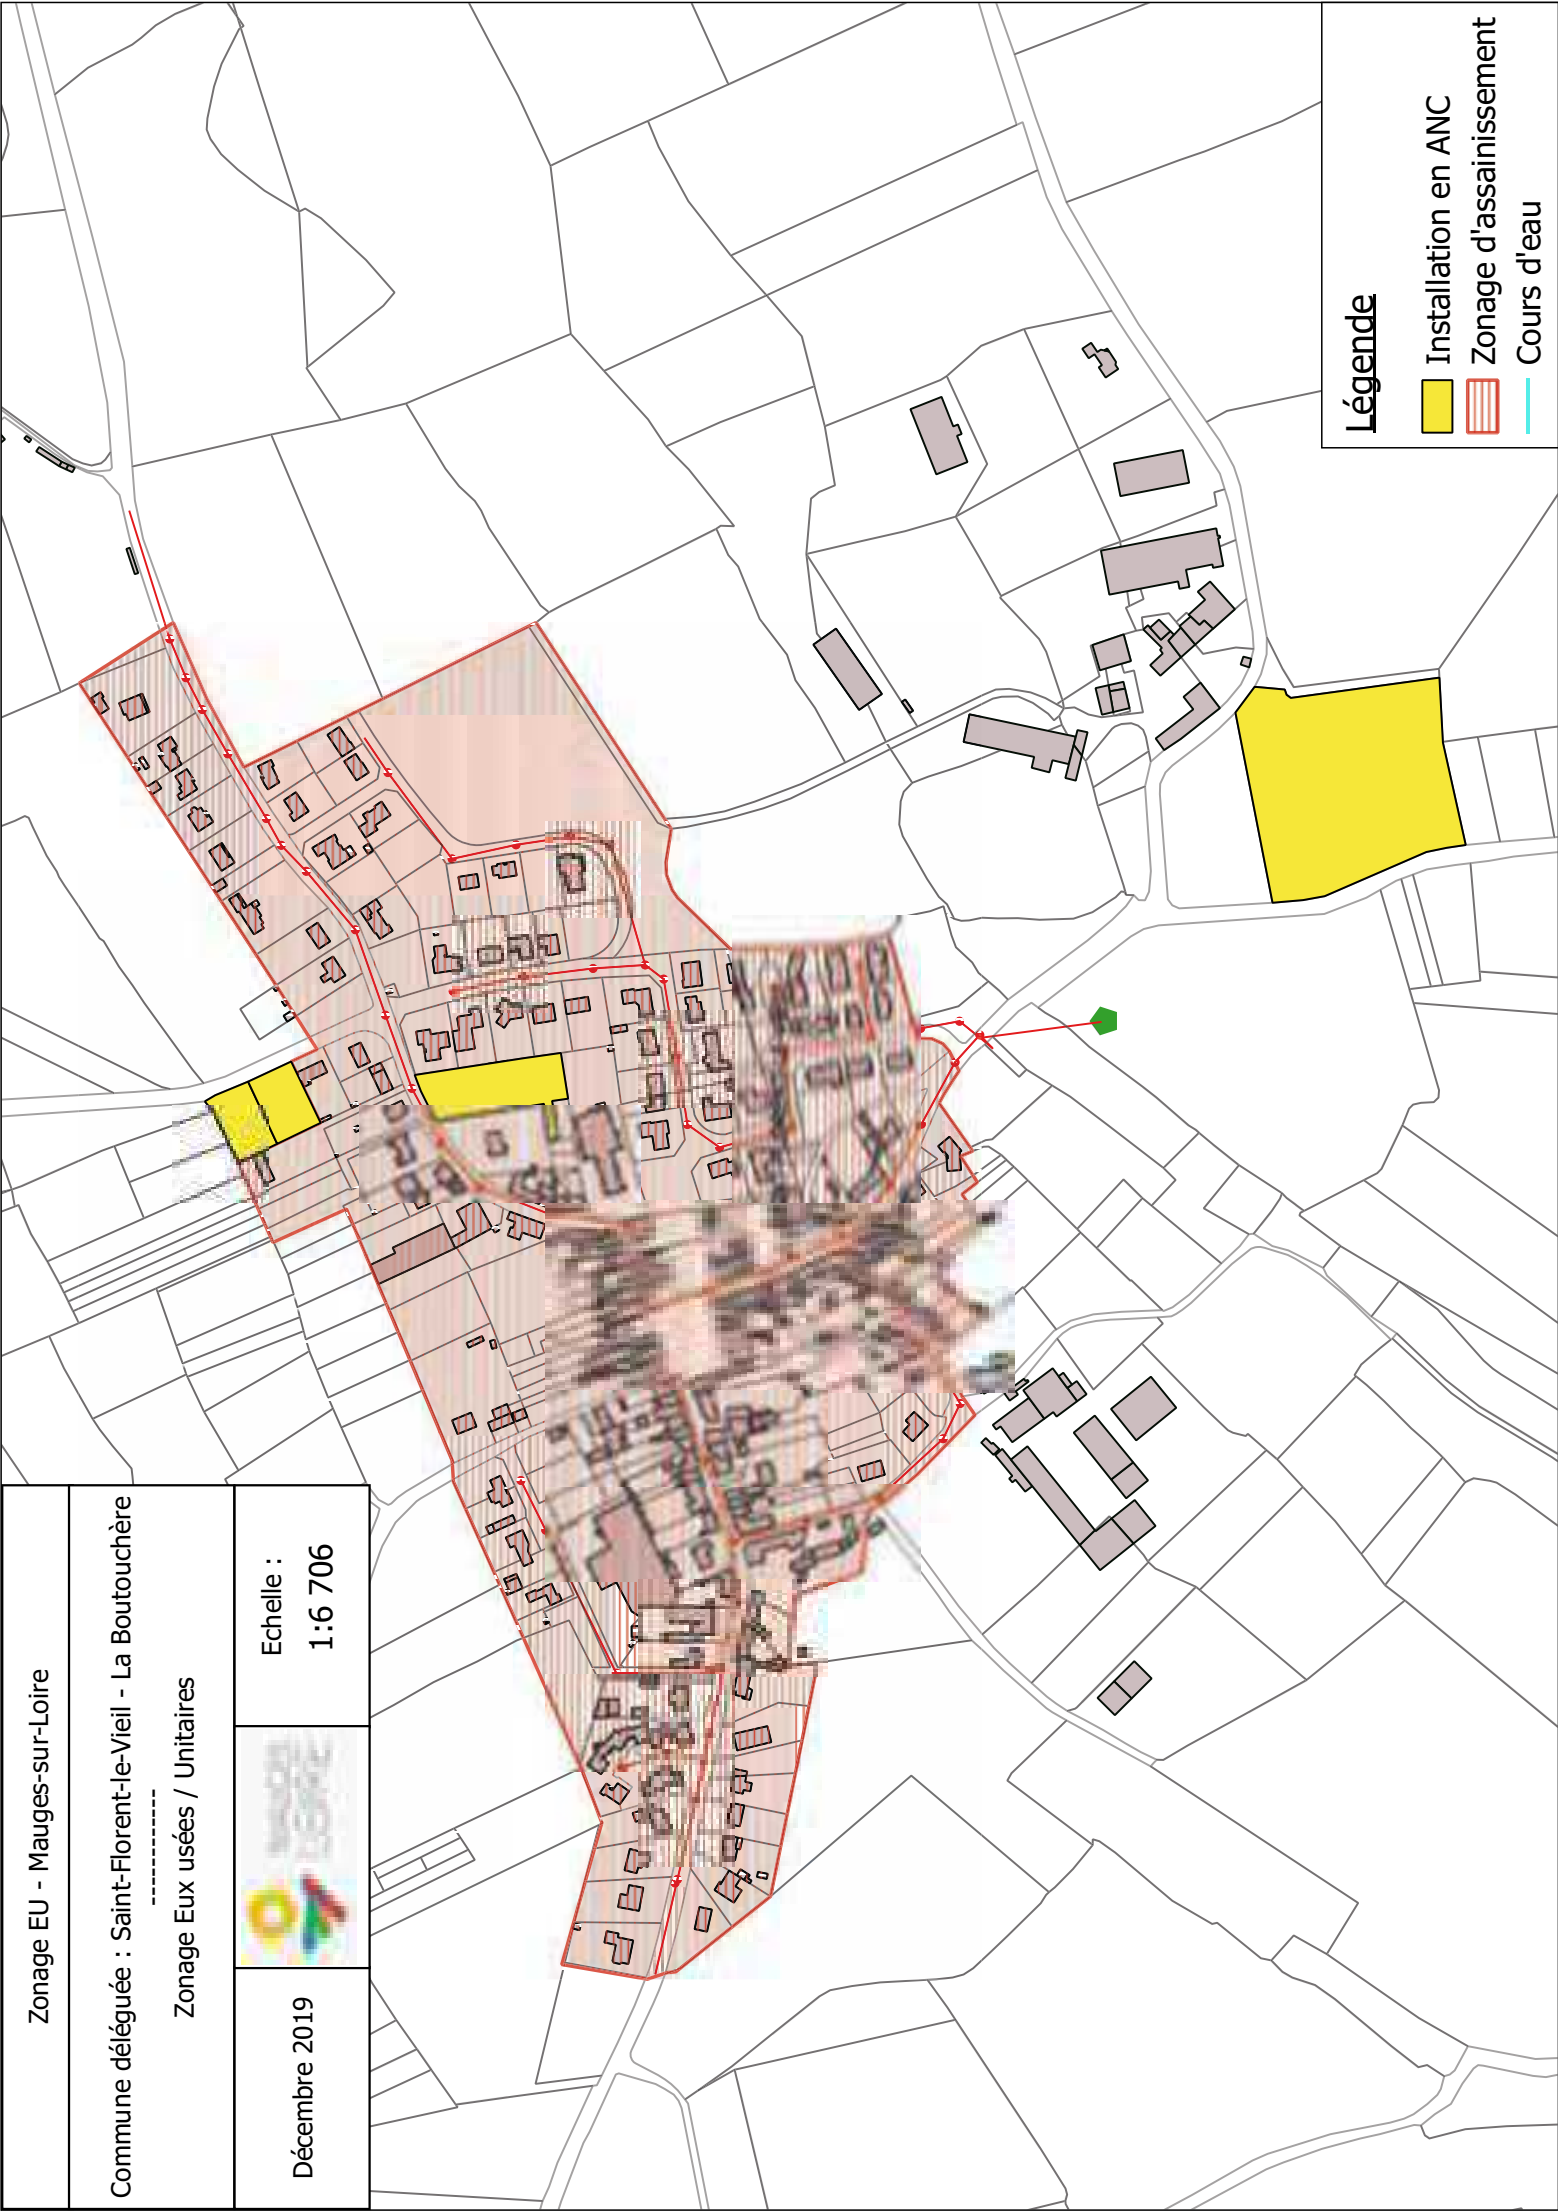 Zonage EU - Mauges-sur-Loire
Commune déléguée : Saint-Florent-le-Vieil - La Boutouchère
------------
Zonage Eux usées / Unitaires
Décembre 2019
Echelle :
1:6 706
Légende
Installation en ANC
Zonage d'assainissement
Cours d'eau